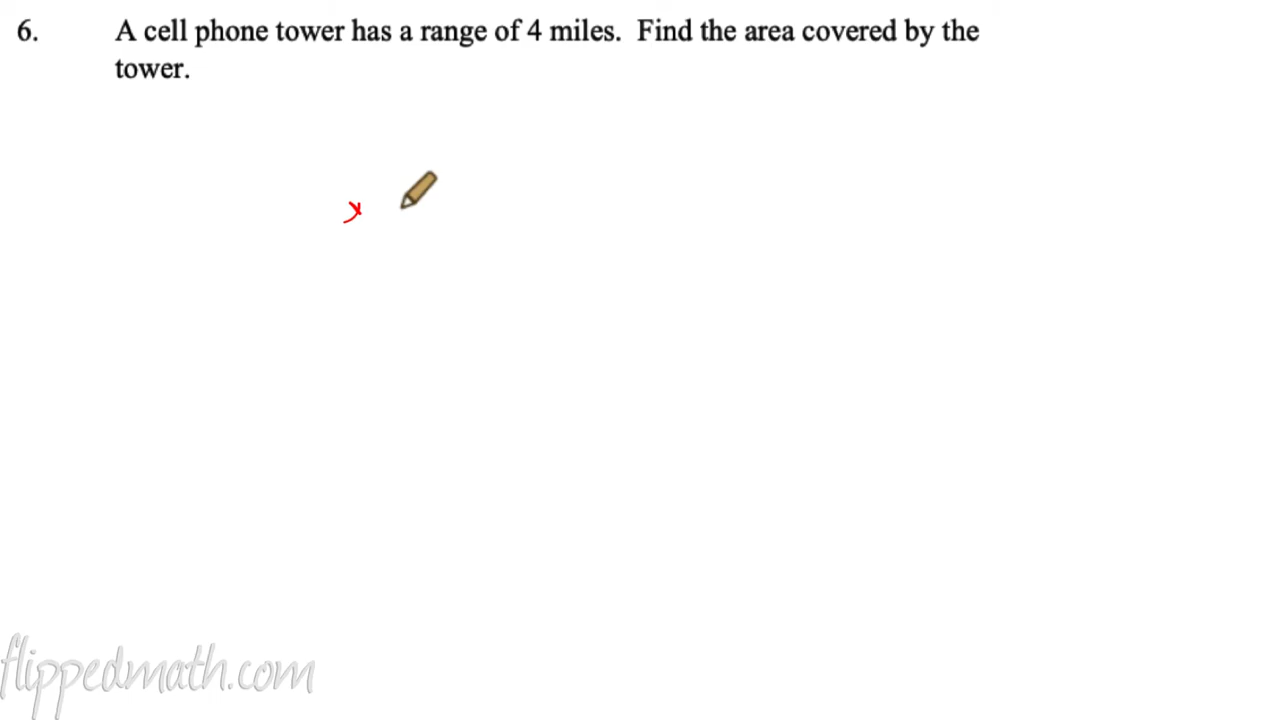 6. A cell phone tower has a range of 4 miles. Find the area covered by the
tower.
x
flippedmath.com